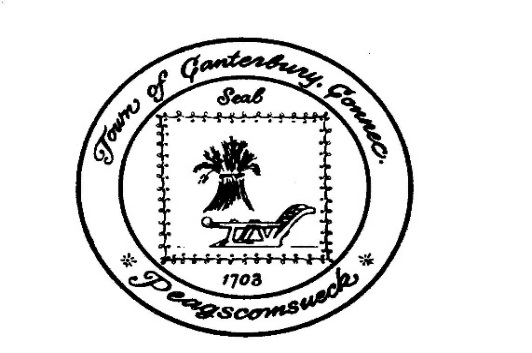 Town of Canterbury, Connec.
Seal
1703
Peagscomsueck